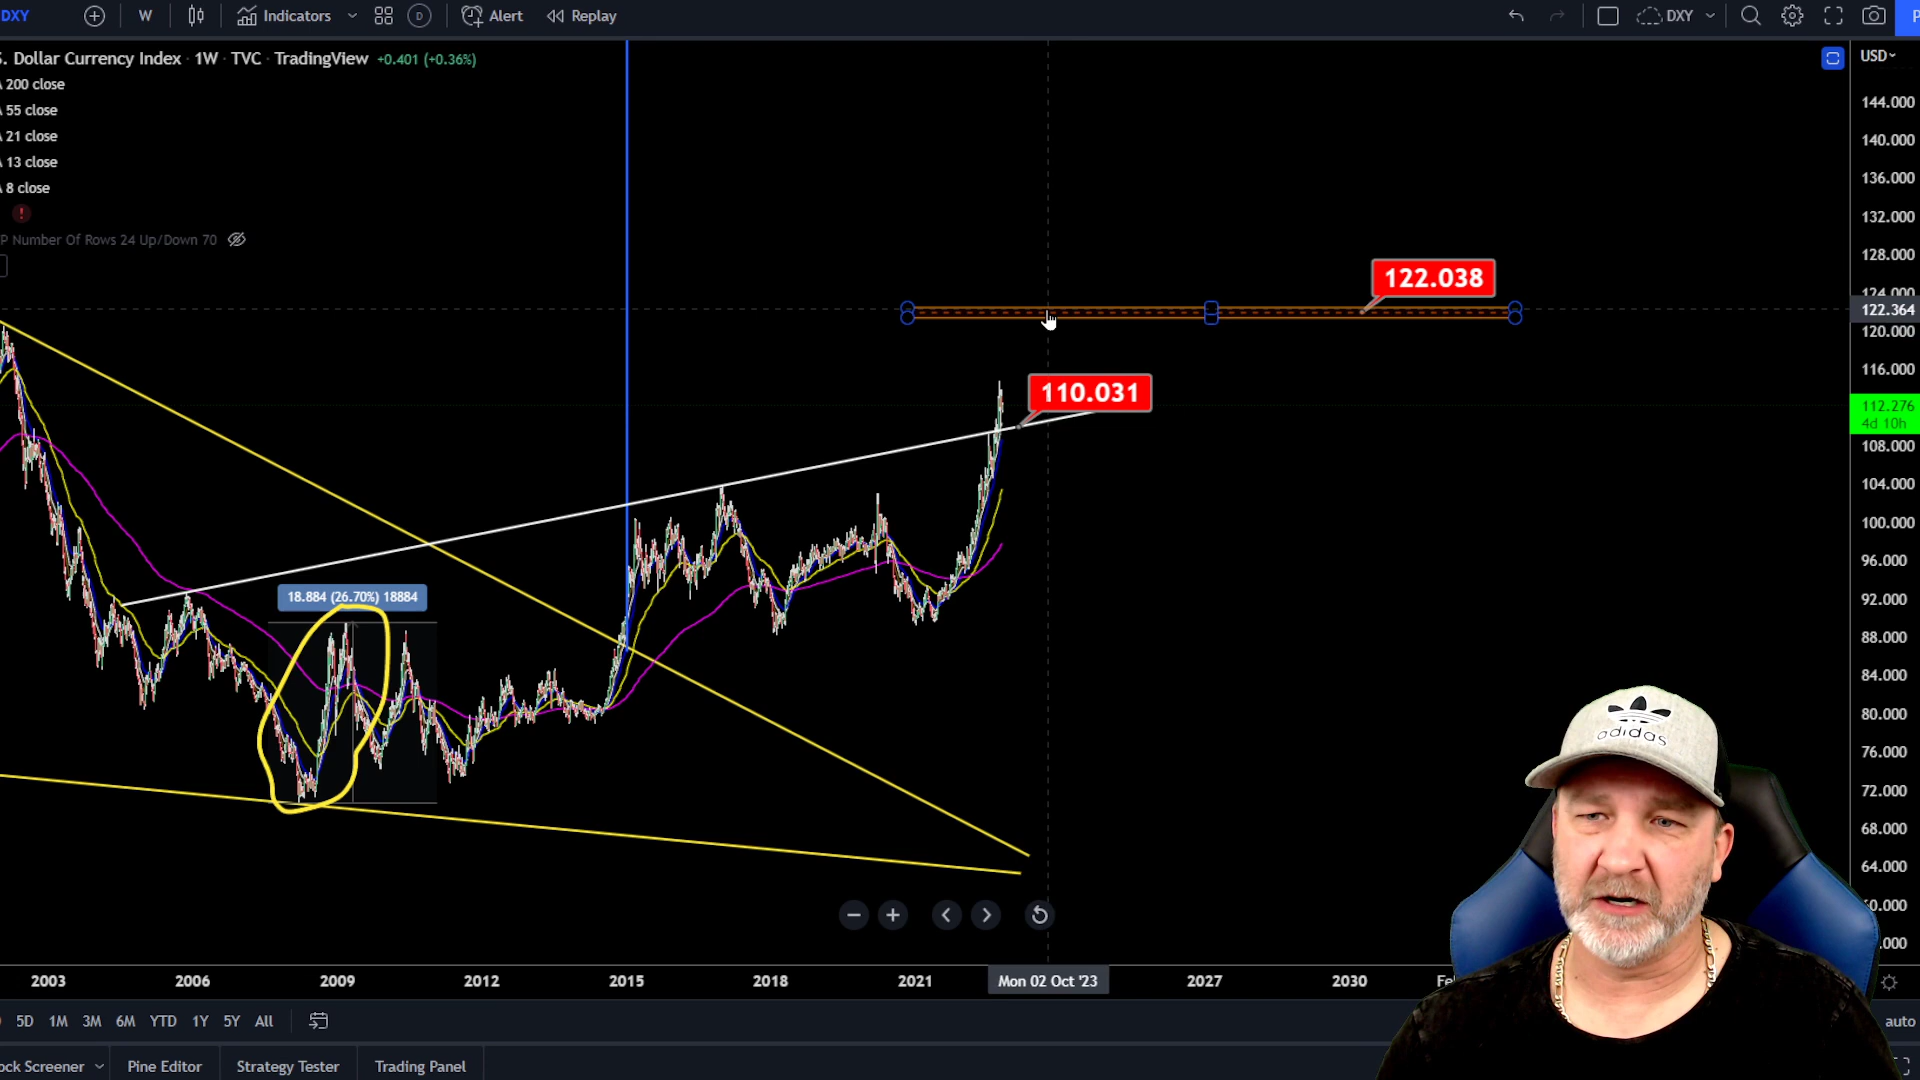 DXY W Indicators D Alert Replay DXY
S. Dollar Currency Index · 1W · TVC · TradingView +0.401 (+0.36%) USD
A 200 close
A 55 close
A 21 close
A 13 close
A 8 close
!
P Number Of Rows 24 Up/Down 70
144.000
140.000
136.000
132.000
128.000
124.000
122.038
122.364
120.000
116.000
110.031
112.276
4d 10h
108.000
104.000
100.000
96.000
18.884 (26.70%) 18884
92.000
88.000
84.000
80.000
76.000
72.000
68.000
64.000
60.000
.000
adidas
2003 2006 2009 2012 2015 2018 2021 Mon 02 Oct '23 2027 2030
5D 1M 3M 6M YTD 1Y 5Y All auto
ock Screener Pine Editor Strategy Tester Trading Panel